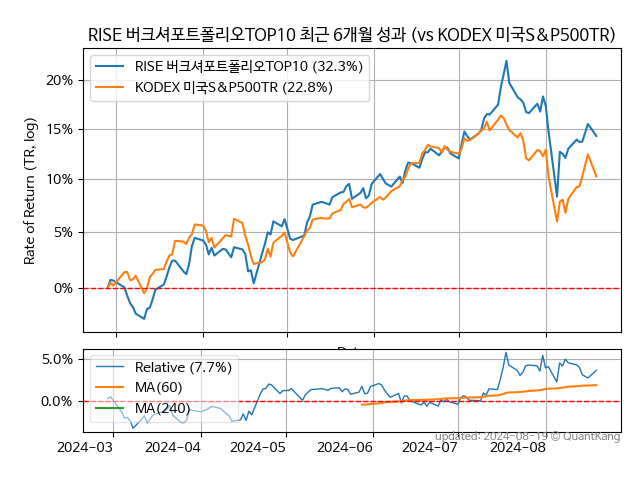 RISE 버크셔포트폴리오TOP10 최근 6개월 성과 (vs KODEX 미국S&P500TR)
RISE 버크셔포트폴리오TOP10 (32.3%)
KODEX 미국S&P500TR (22.8%)
Rate of Return (TR, log)
20%
15%
10%
5%
0%
5.0%
0.0%
Relative (7.7%)
MA(60)
MA(240)
2024-03
2024-04
2024-05
2024-06
2024-07
2024-08
updated: 2024-08-19 © QuantKang